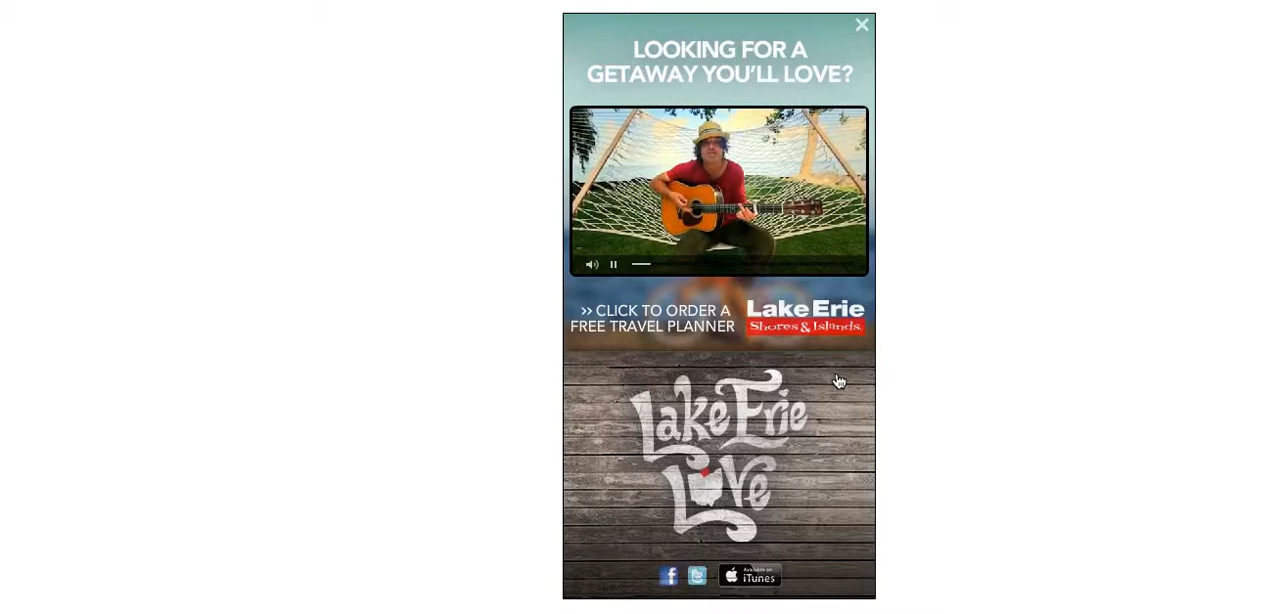 LOOKING FOR A
GETAWAY YOU'LL LOVE?
>> CLICK TO ORDER A
FREE TRAVEL PLANNER
Lake Erie
Shores & Islands.
Lake Erie
Love
Available on
iTunes